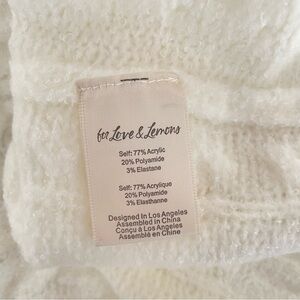 for Love & Lemons
Self: 77% Acrylic
20% Polyamide
3% Elastane
Self: 77% Acrylique
20% Polyamide
3% Elasthanne
Designed In Los Angeles
Assembled in China
Conçu à Los Angeles
Assemblé en Chine